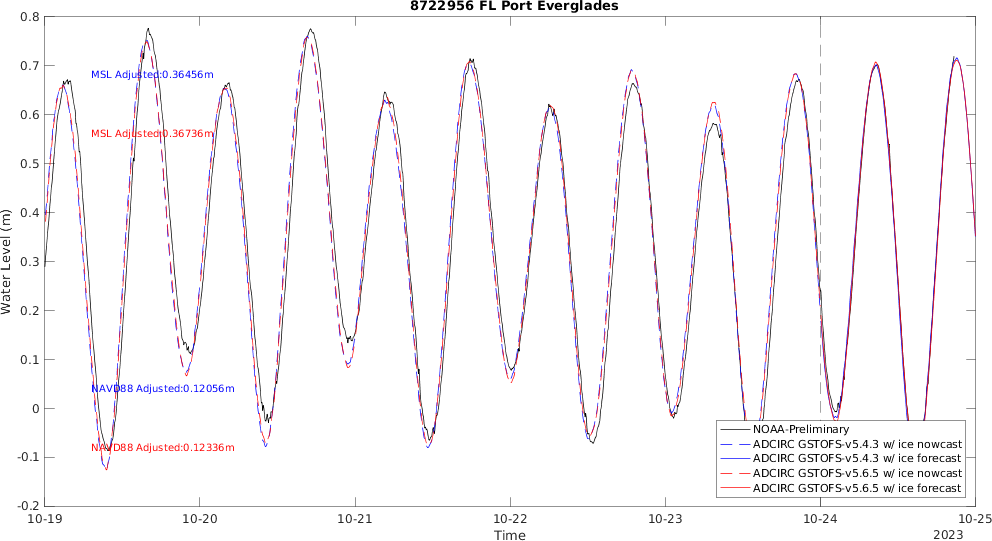 8722956 FL Port Everglades
0.8
0.7
0.6
0.5
0.4
0.3
0.2
0.1
0
-0.1
-0.2
Water Level (m)
MSL Adjusted:0.36456m
MSL Adjusted:0.36736m
NAVD88 Adjusted:0.12056m
NAVD88 Adjusted:0.12336m
NOAA-Preliminary
ADCIRC GSTOFS-v5.4.3 w/ ice nowcast
ADCIRC GSTOFS-v5.4.3 w/ ice forecast
ADCIRC GSTOFS-v5.6.5 w/ ice nowcast
ADCIRC GSTOFS-v5.6.5 w/ ice forecast
10-19 10-20 10-21 10-22 10-23 10-24 10-25
Time
2023